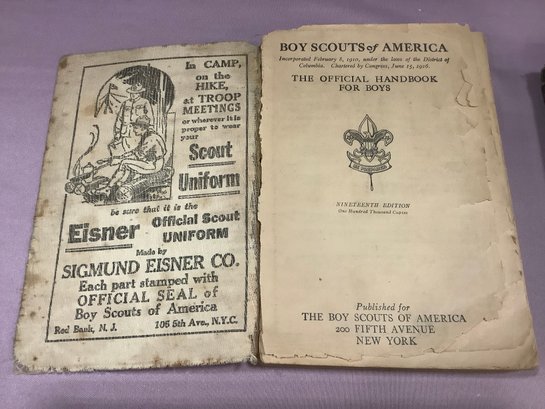 In CAMP,
on the
HIKE,
at TROOP
MEETINGS
or wherever it is
proper to wear
your
Scout
Uniform
be sure that it is the
Eisner Official Scout
UNIFORM
Made by
SIGMUND EISNER CO.
Each part stamped with
OFFICIAL SEAL of
Boy Scouts of America
Red Bank, N. J. 105 5th Ave., N.Y.C.
BOY SCOUTS of AMERICA
Incorporated February 8, 1910, under the laws of the District of
Columbia. Chartered by Congress, June 15, 1916.
THE OFFICIAL HANDBOOK
FOR BOYS
BE PREPARED
NINETEENTH EDITION
One Hundred Thousand Copies
Published for
THE BOY SCOUTS OF AMERICA
200 FIFTH AVENUE
NEW YORK